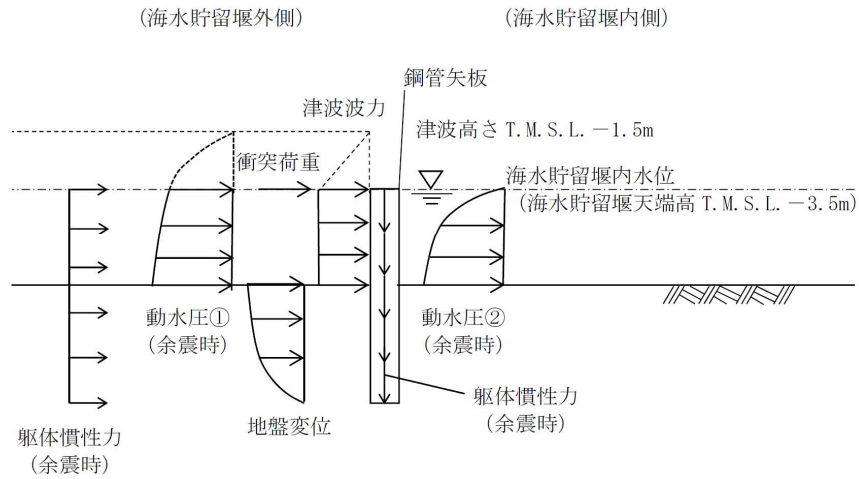 (海水貯留堰外側)
(海水貯留堰内側)
鋼管矢板
津波波力
津波高さ T.M.S.L.－1.5m
衝突荷重
海水貯留堰内水位
(海水貯留堰天端高 T.M.S.L.－3.5m)
動水圧①
(余震時)
動水圧②
(余震時)
躯体慣性力
(余震時)
地盤変位
躯体慣性力
(余震時)